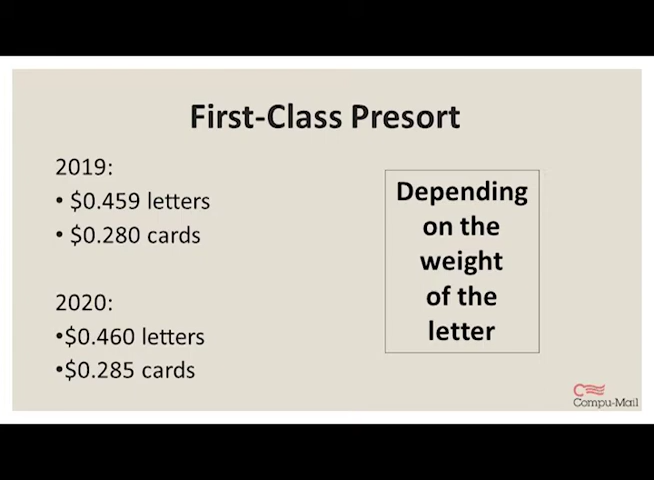 First-Class Presort
2019:
• $0.459 letters
• $0.280 cards
2020:
•$0.460 letters
•$0.285 cards
Depending
on the
weight
of the
letter
Compu-Mail